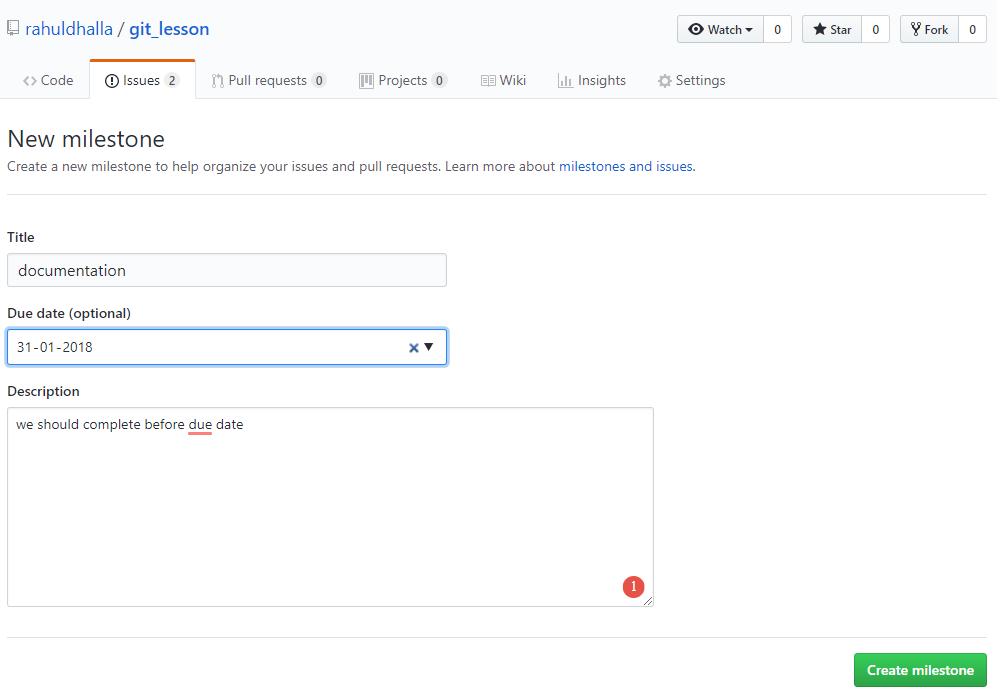 rahuldhalla / git_lesson
Watch 0 Star 0 Fork 0
Code Issues 2 Pull requests 0 Projects 0 Wiki Insights Settings
New milestone
Create a new milestone to help organize your issues and pull requests. Learn more about milestones and issues.
Title
documentation
Due date (optional)
31-01-2018
Description
we should complete before due date
1
Create milestone